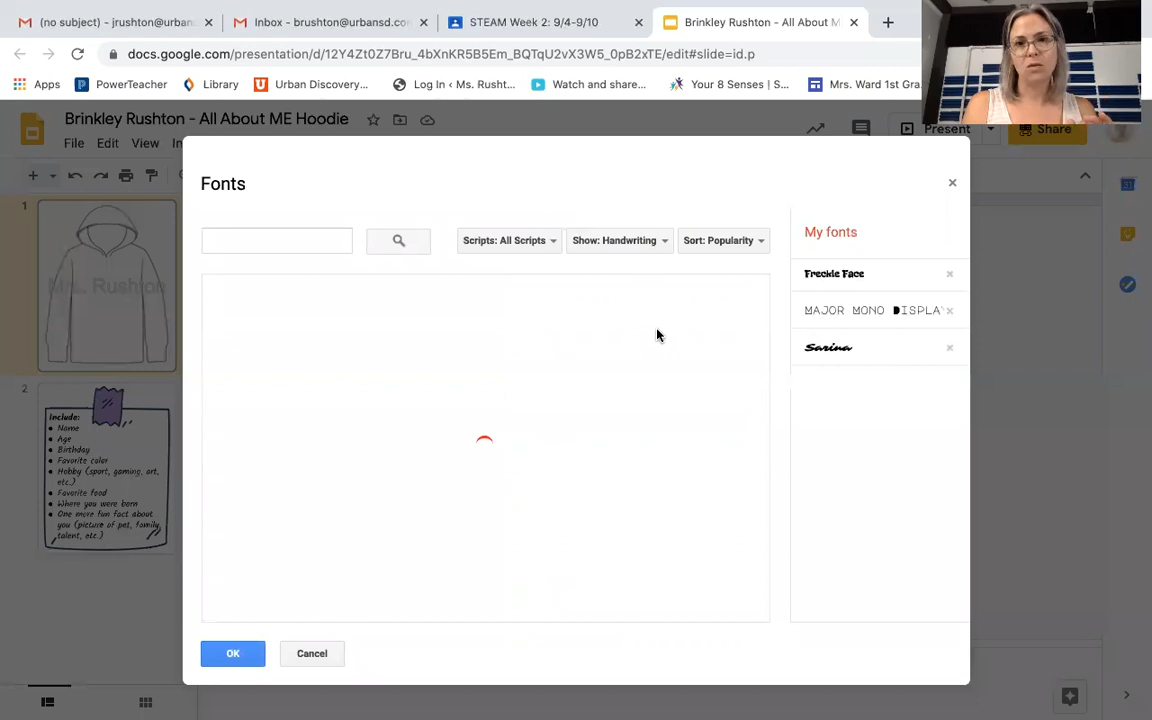 (no subject) - jrushton@urban
Inbox - brushton@urbansd.co
STEAM Week 2: 9/4-9/10
Brinkley Rushton - All About M
docs.google.com/presentation/d/12Y4Zt0Z7Bru_4bXnKR5B5Em_BQTqU2vX3W5_0pB2xTE/edit#slide=id.p
Apps
PowerTeacher
Library
Urban Discovery...
Log In ‹ Ms. Rusht...
Watch and share...
Your 8 Senses | S...
Mrs. Ward 1st Gra
Brinkley Rushton - All About ME Hoodie
File
Edit
View
In
Present
Share
Fonts
Scripts: All Scripts
Show: Handwriting
Sort: Popularity
My fonts
Freckle Face
MAJOR MONO DISPLAY
Sarina
OK
Cancel
1
Mrs. Rushton
2
Include:
Name
Age
Birthday
Favorite color
Hobby (sport, gaming, art,
etc.)
Favorite food
Where you were born
One more fun fact about
you (picture of pet, family,
talent, etc.)
31